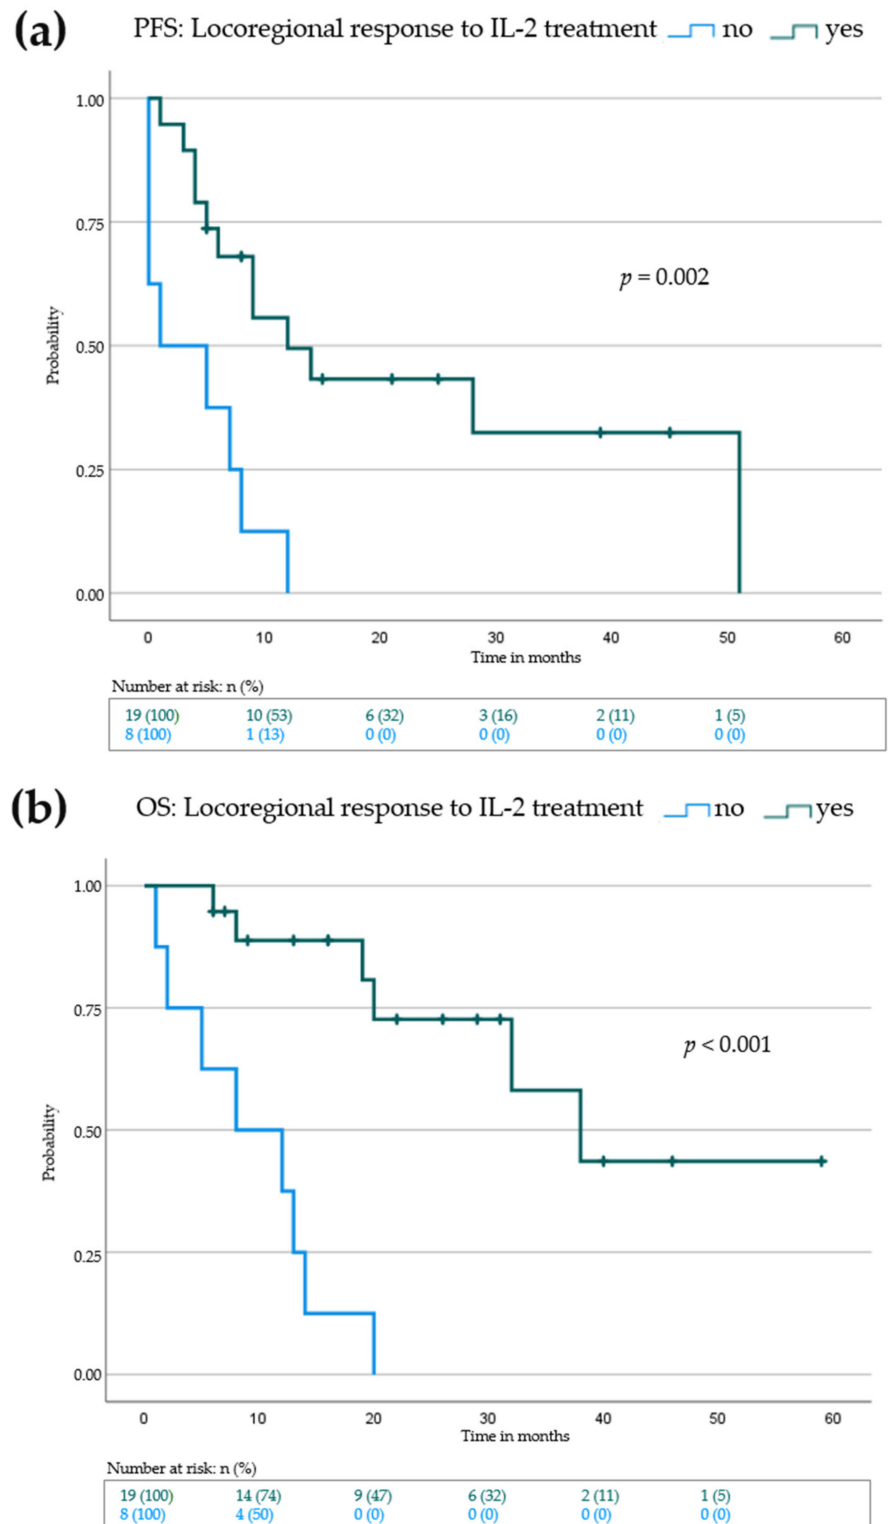 (a)
PFS: Locoregional response to IL-2 treatment no yes
1.00
0.75
0.50
0.25
0.00
Probability
p = 0.002
0 10 20 30 40 50 60
Time in months
Number at risk: n (%)
19 (100) 10 (53) 6 (32) 3 (16) 2 (11) 1 (5)
8 (100) 1 (13) 0 (0) 0 (0) 0 (0) 0 (0)
(b)
OS: Locoregional response to IL-2 treatment no yes
1.00
0.75
0.50
0.25
0.00
Probability
p < 0.001
0 10 20 30 40 50 60
Time in months
Number at risk: n (%)
19 (100) 14 (74) 9 (47) 6 (32) 2 (11) 1 (5)
8 (100) 4 (50) 0 (0) 0 (0) 0 (0) 0 (0)